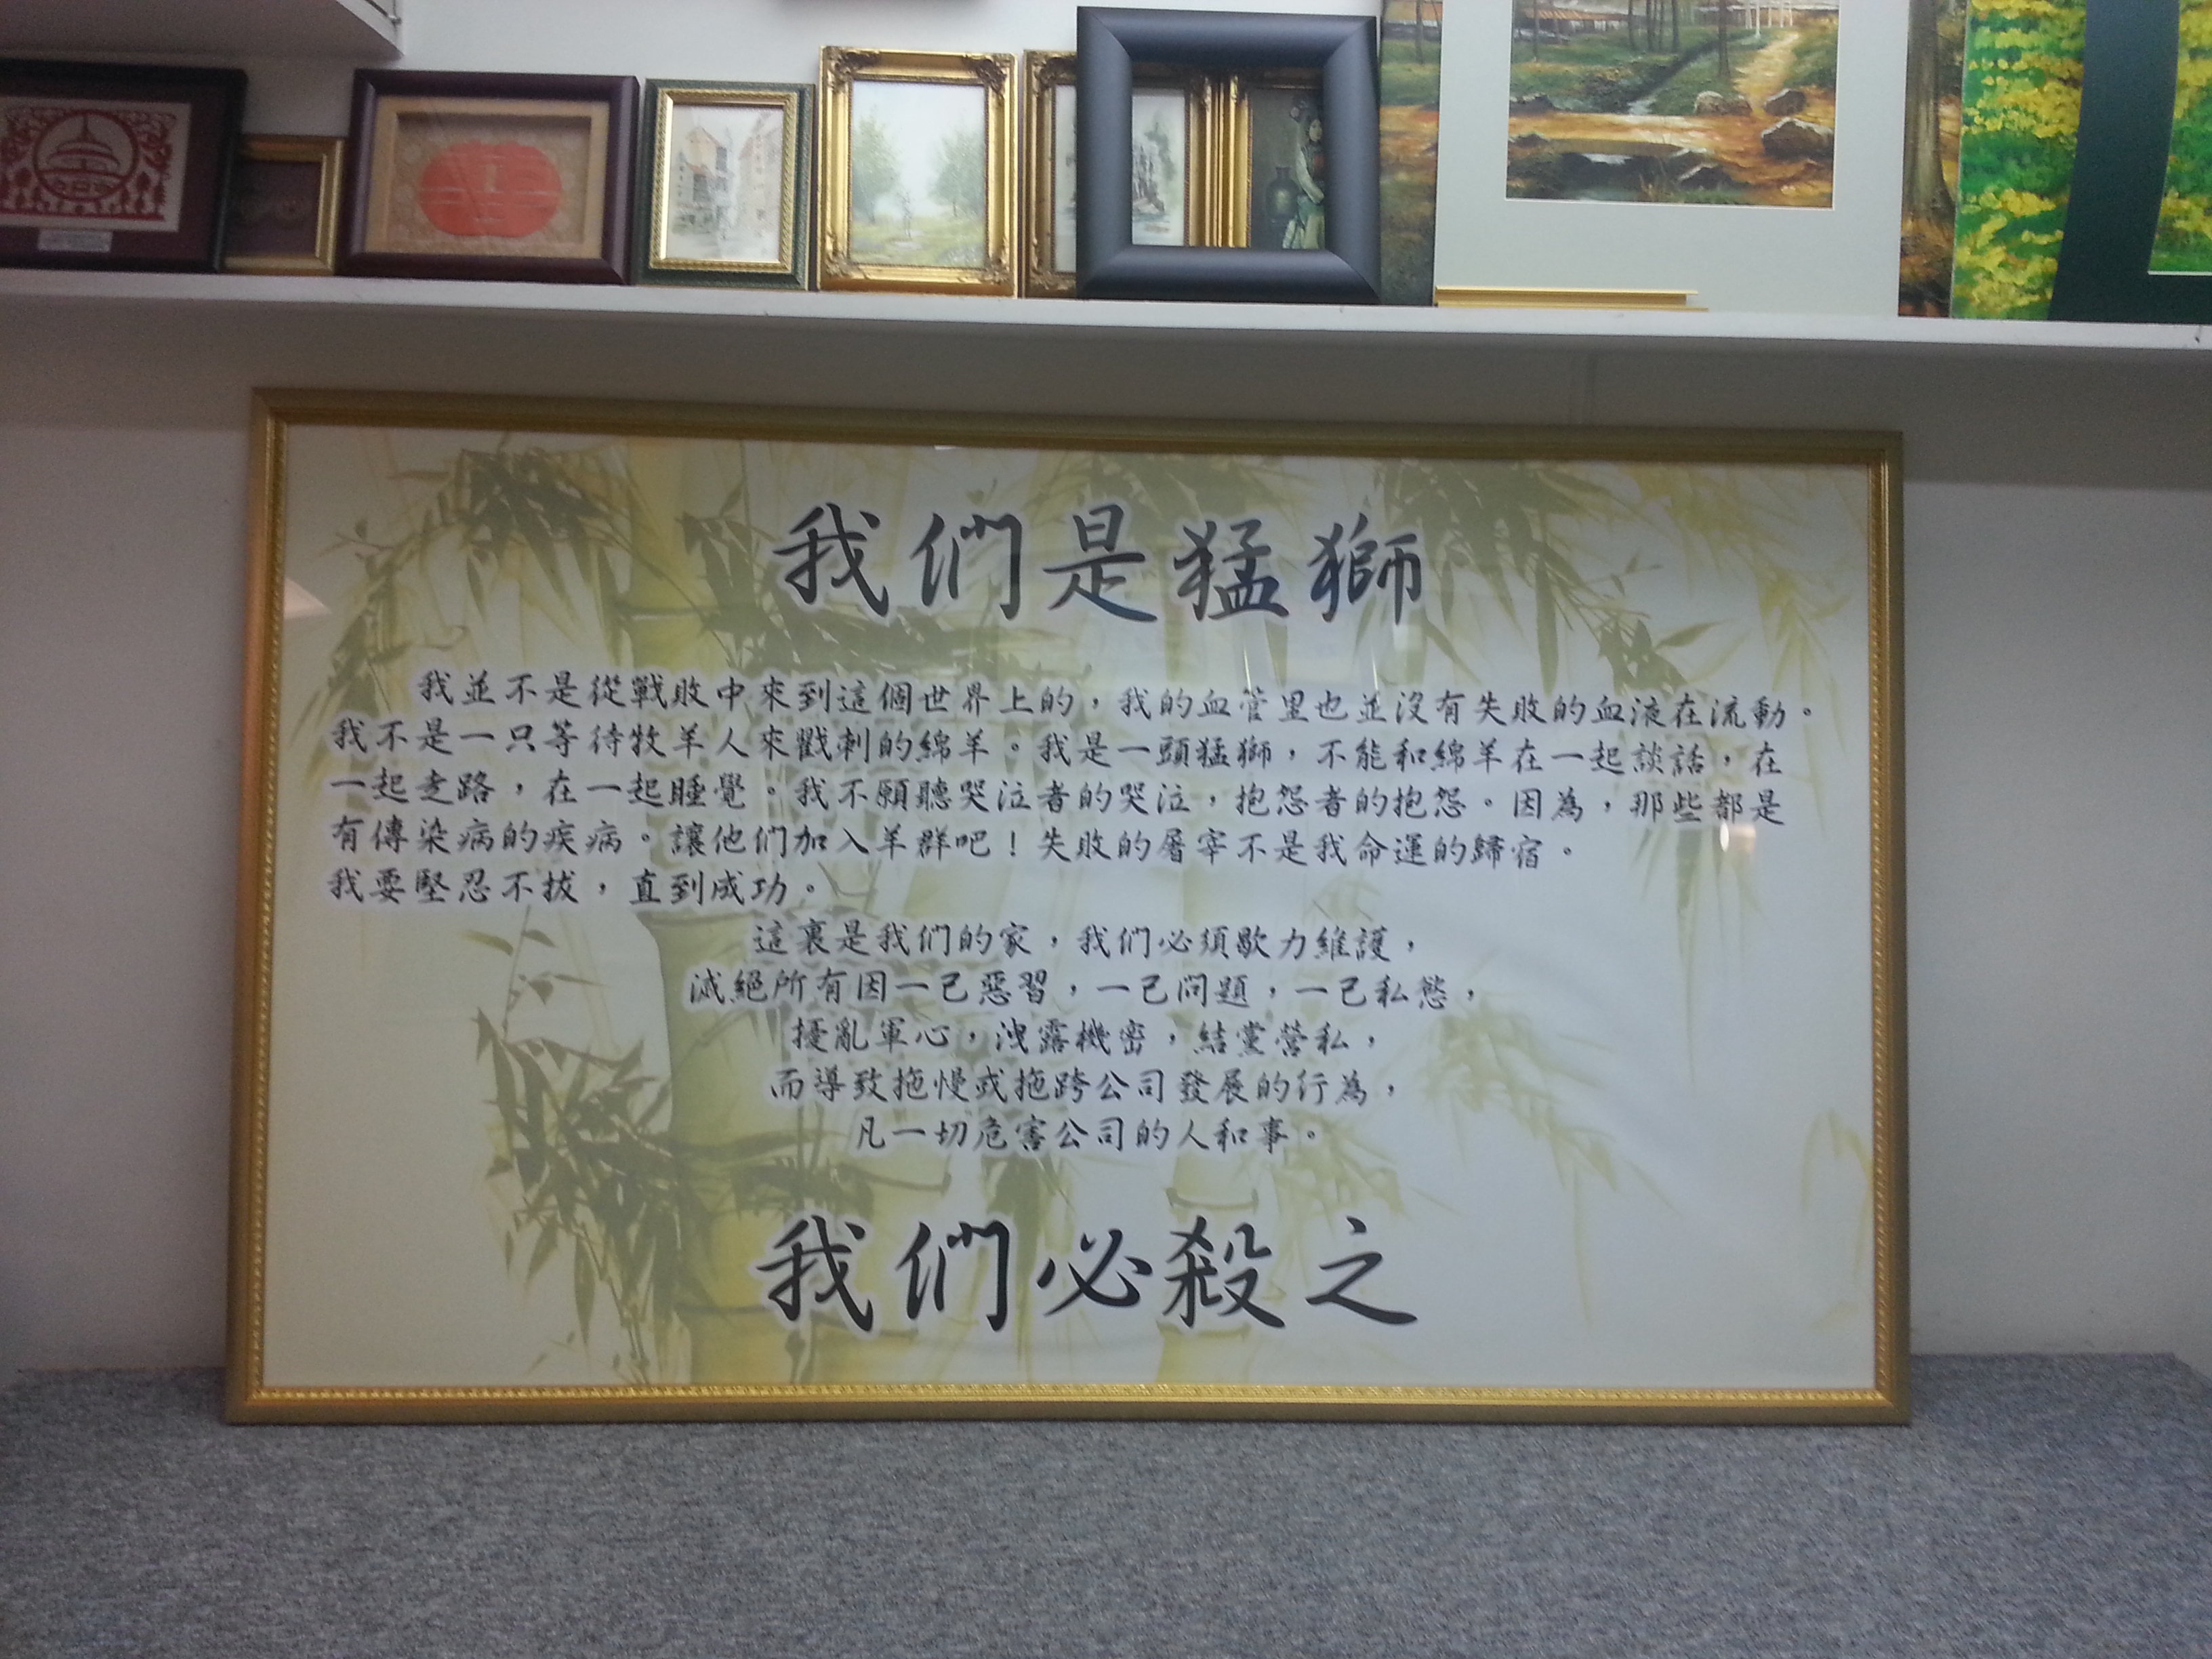 我們是猛獅
我並不是從戰敗中來到這個世界上的，我的血管里也並沒有失敗的血液在流動。
我不是一只等待牧羊人來戳刺的綿羊。我是一頭猛獅，不能和綿羊在一起談話，在
一起走路，在一起睡覺。我不願聽哭泣者的哭泣，抱怨者的抱怨。因為，那些都是
有傳染病的疾病。讓他们加入羊群吧！失敗的屠宰不是我命運的歸宿。
我要堅忍不拔，直到成功。
這裏是我们的家，我们必須歇力維護，
滅絕所有因一己惡習，一己問題，一己私慾，
擾亂軍心，洩露機密，結黨營私，
而導致拖慢或拖跨公司發展的行為，
凡一切危害公司的人和事。
我們必殺之